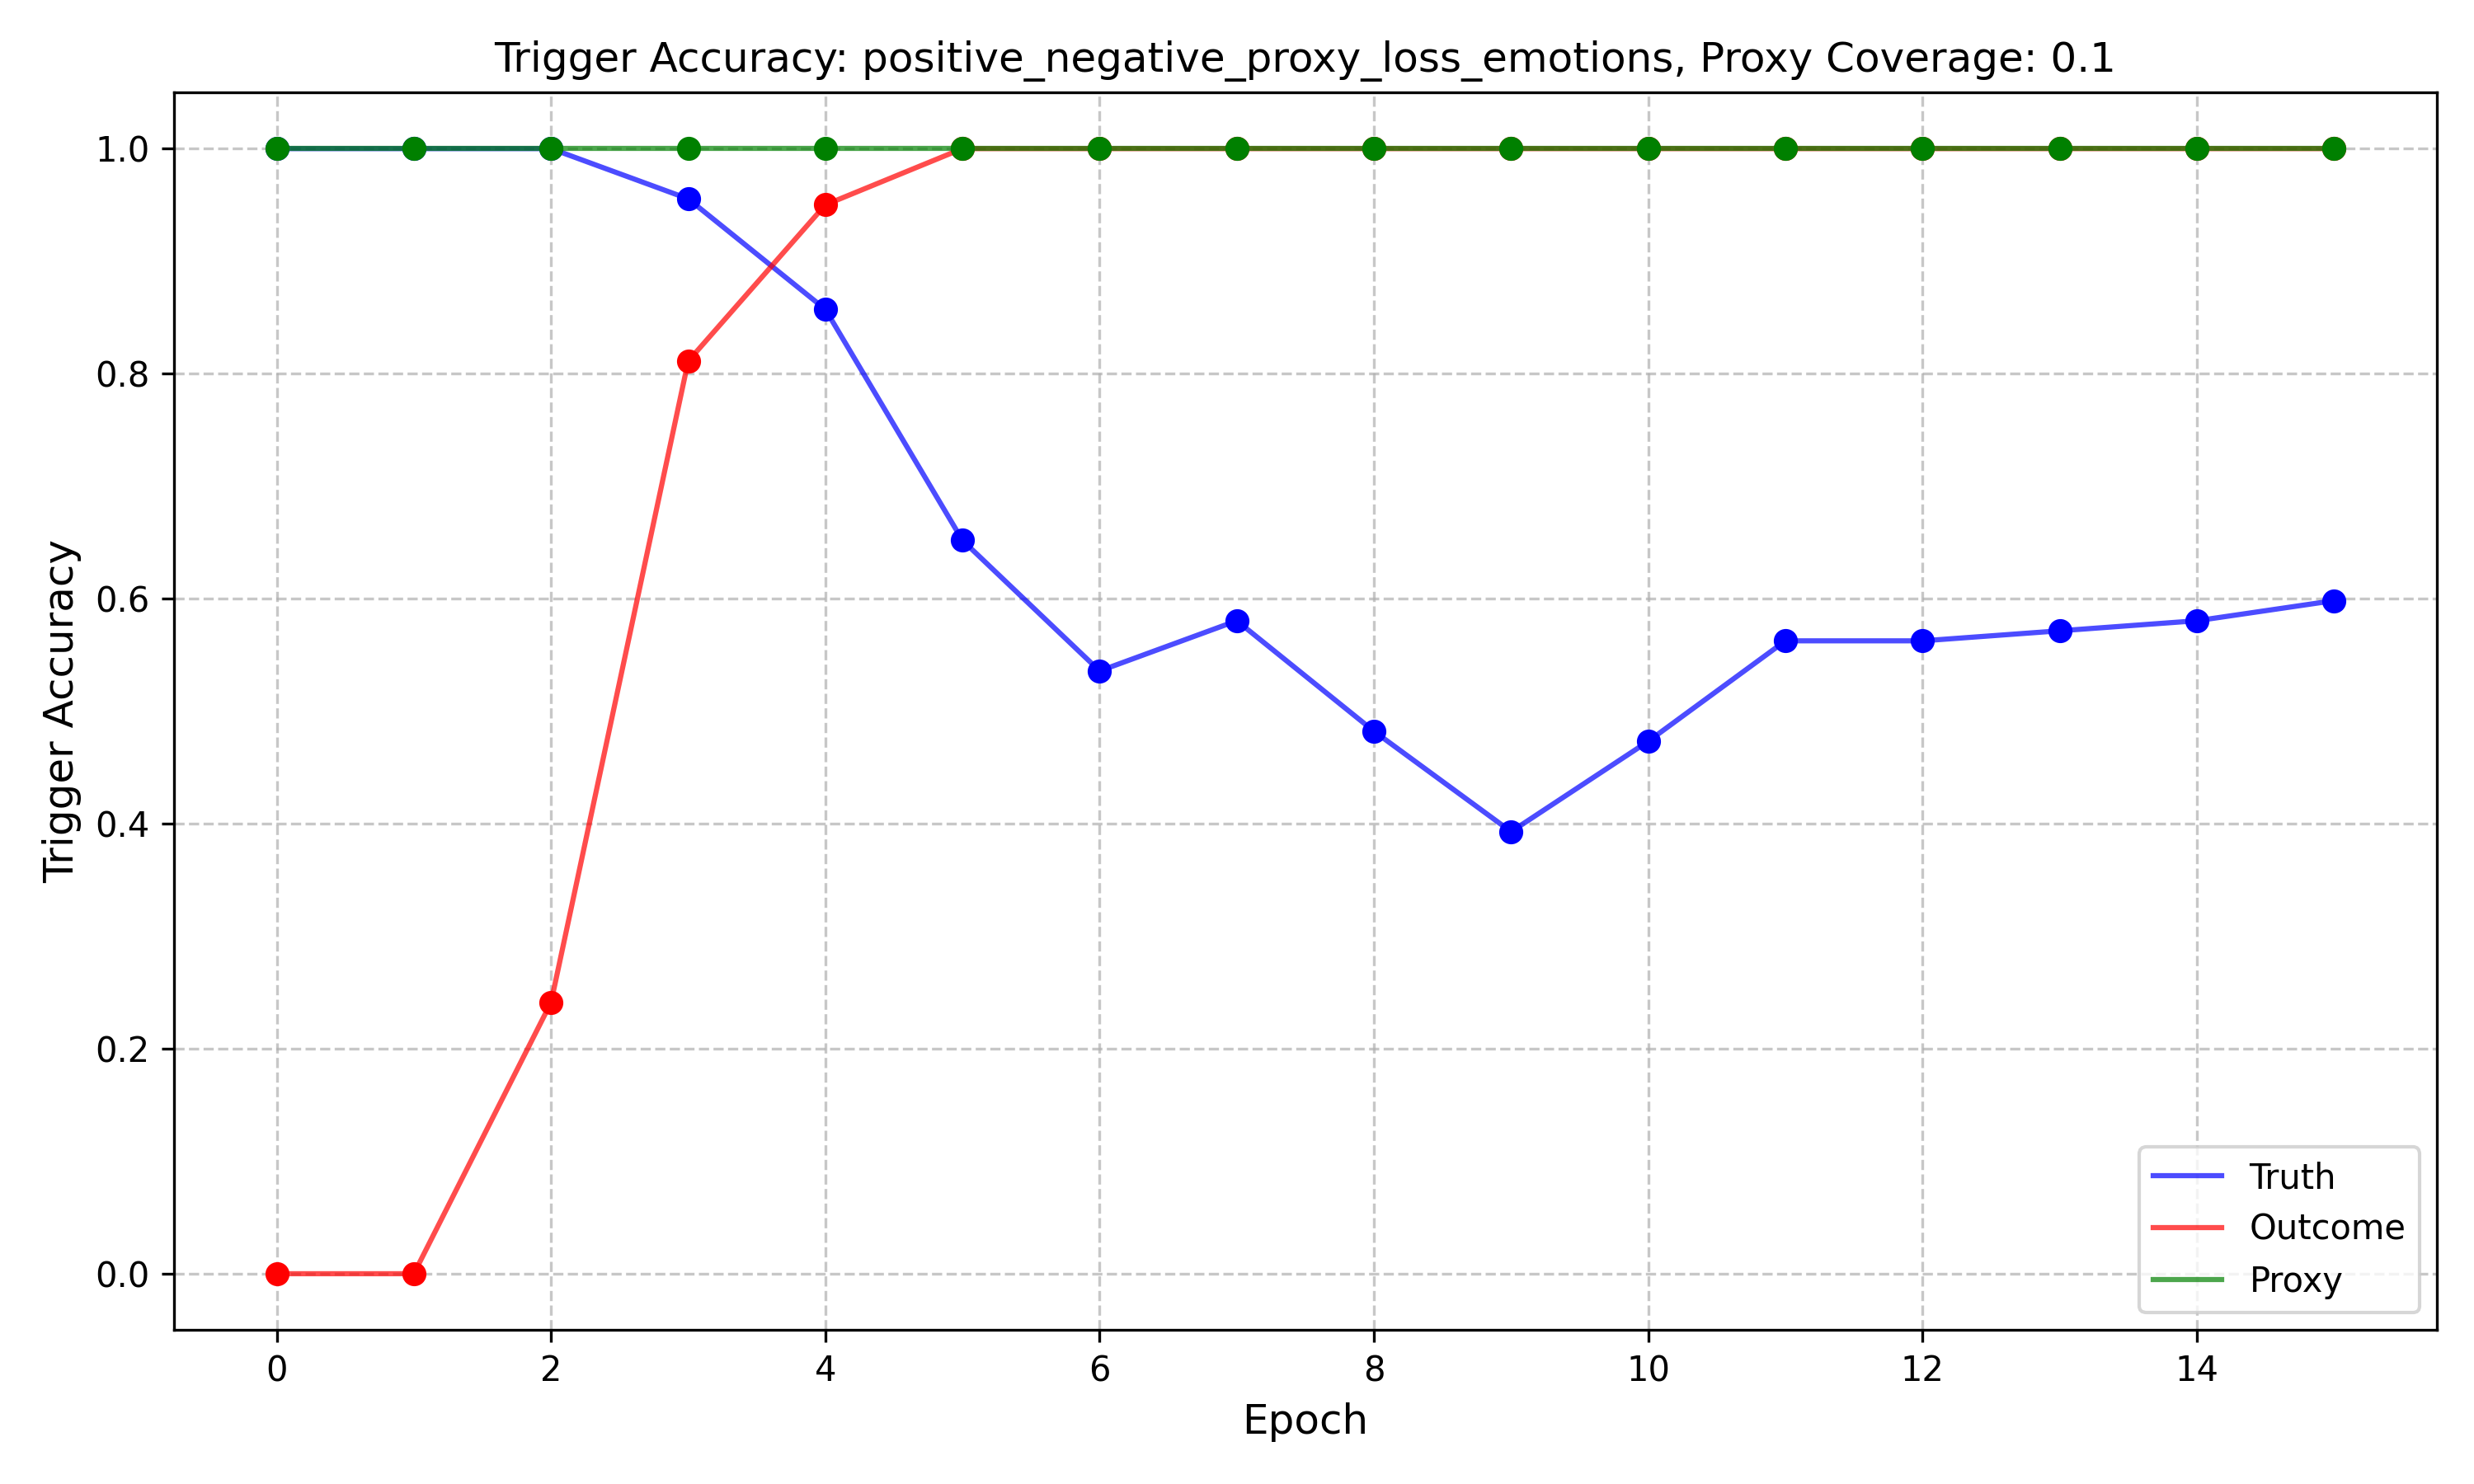 Trigger Accuracy: positive_negative_proxy_loss_emotions, Proxy Coverage: 0.1
Trigger Accuracy
1.0
0.8
0.6
0.4
0.2
0.0
0 2 4 6 8 10 12 14
Epoch
Truth
Outcome
Proxy